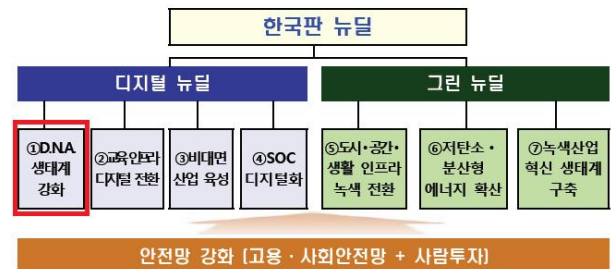 한국판 뉴딜
디지털 뉴딜
그린 뉴딜
①D.N.A.
생태계
강화
②교육인프라
디지털 전환
③비대면
산업 육성
④SOC
디지털화
⑤도시·공간·
생활 인프라
녹색 전환
⑥저탄소·
분산형
에너지 확산
⑦녹색산업
혁신 생태계
구축
안전망 강화 [고용·사회안전망 + 사람투자]